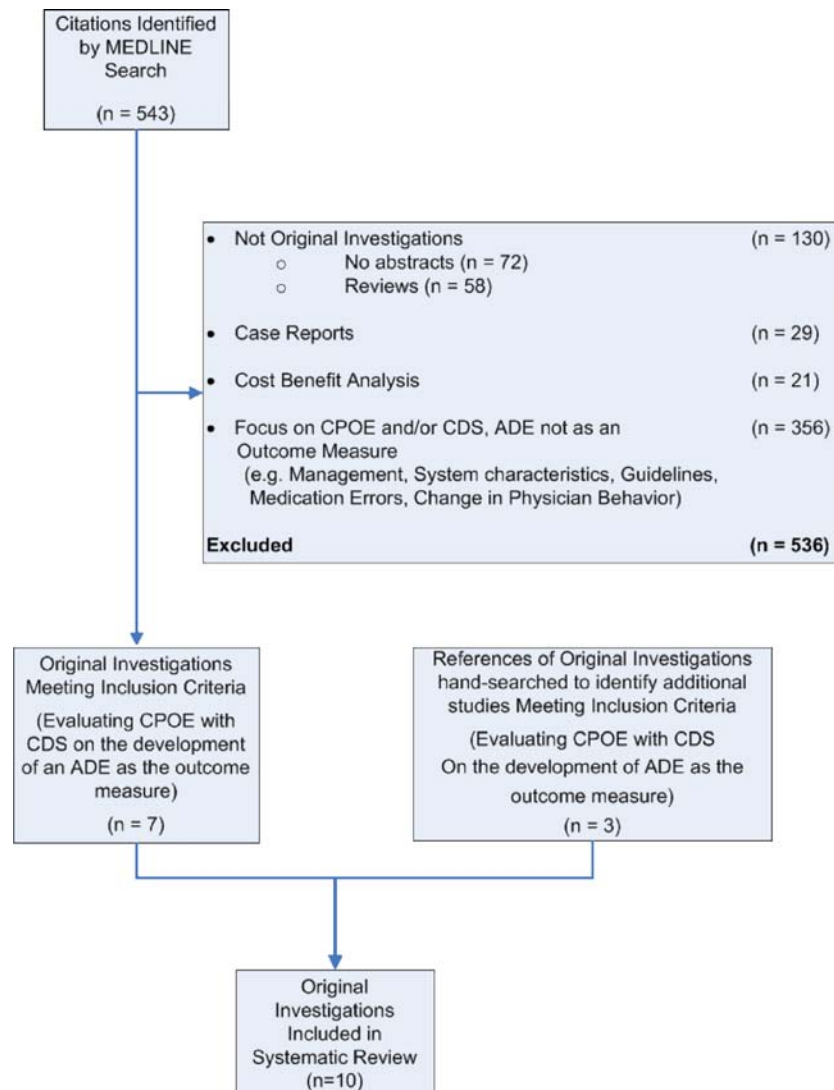 Citations Identified
by MEDLINE
Search
(n = 543)
• Not Original Investigations (n = 130)
o No abstracts (n = 72)
o Reviews (n = 58)
• Case Reports (n = 29)
• Cost Benefit Analysis (n = 21)
• Focus on CPOE and/or CDS, ADE not as an (n = 356)
Outcome Measure
(e.g. Management, System characteristics, Guidelines,
Medication Errors, Change in Physician Behavior)
Excluded (n = 536)
Original Investigations
Meeting Inclusion Criteria
(Evaluating CPOE with
CDS on the development
of an ADE as the outcome
measure)
(n = 7)
References of Original Investigations
hand-searched to identify additional
studies Meeting Inclusion Criteria
(Evaluating CPOE with CDS
On the development of ADE as the
outcome measure)
(n = 3)
Original
Investigations
Included in
Systematic Review
(n=10)